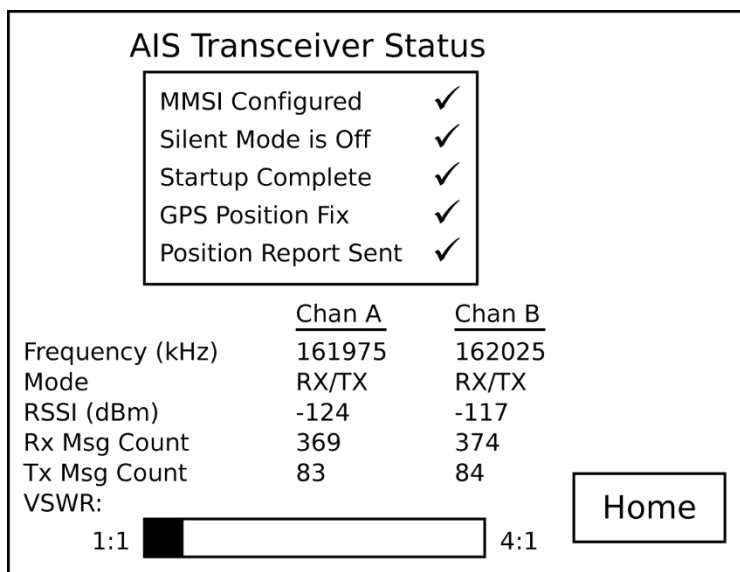 AIS Transceiver Status
MMSI Configured ✓
Silent Mode is Off ✓
Startup Complete ✓
GPS Position Fix ✓
Position Report Sent ✓
Chan A Chan B
Frequency (kHz) 161975 162025
Mode RX/TX RX/TX
RSSI (dBm) -124 -117
Rx Msg Count 369 374
Tx Msg Count 83 84
VSWR:
1:1 4:1
Home